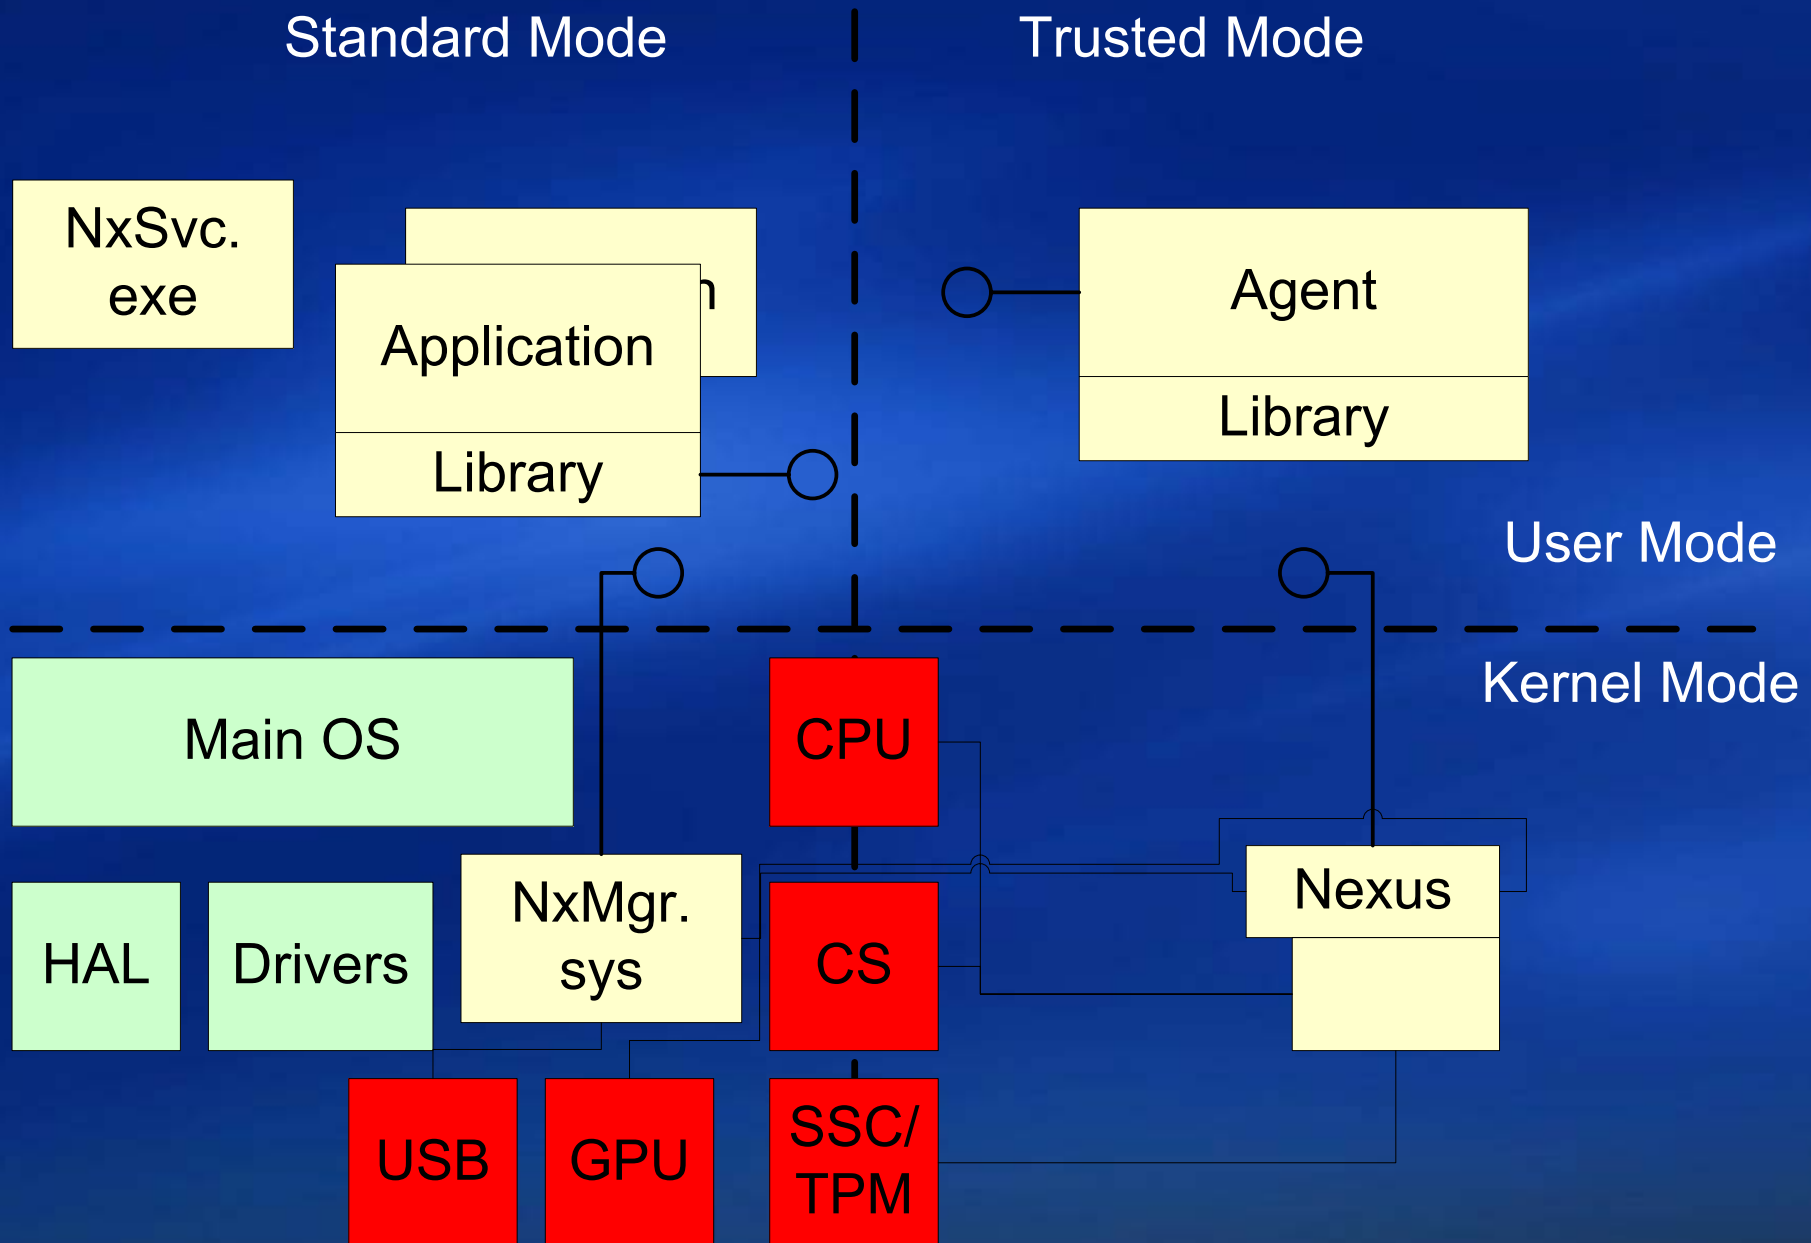 Standard Mode
Trusted Mode
NxSvc.
exe
n
Application
Library
Agent
Library
User Mode
Kernel Mode
Main OS
CPU
HAL
Drivers
NxMgr.
sys
CS
Nexus
USB
GPU
SSC/
TPM